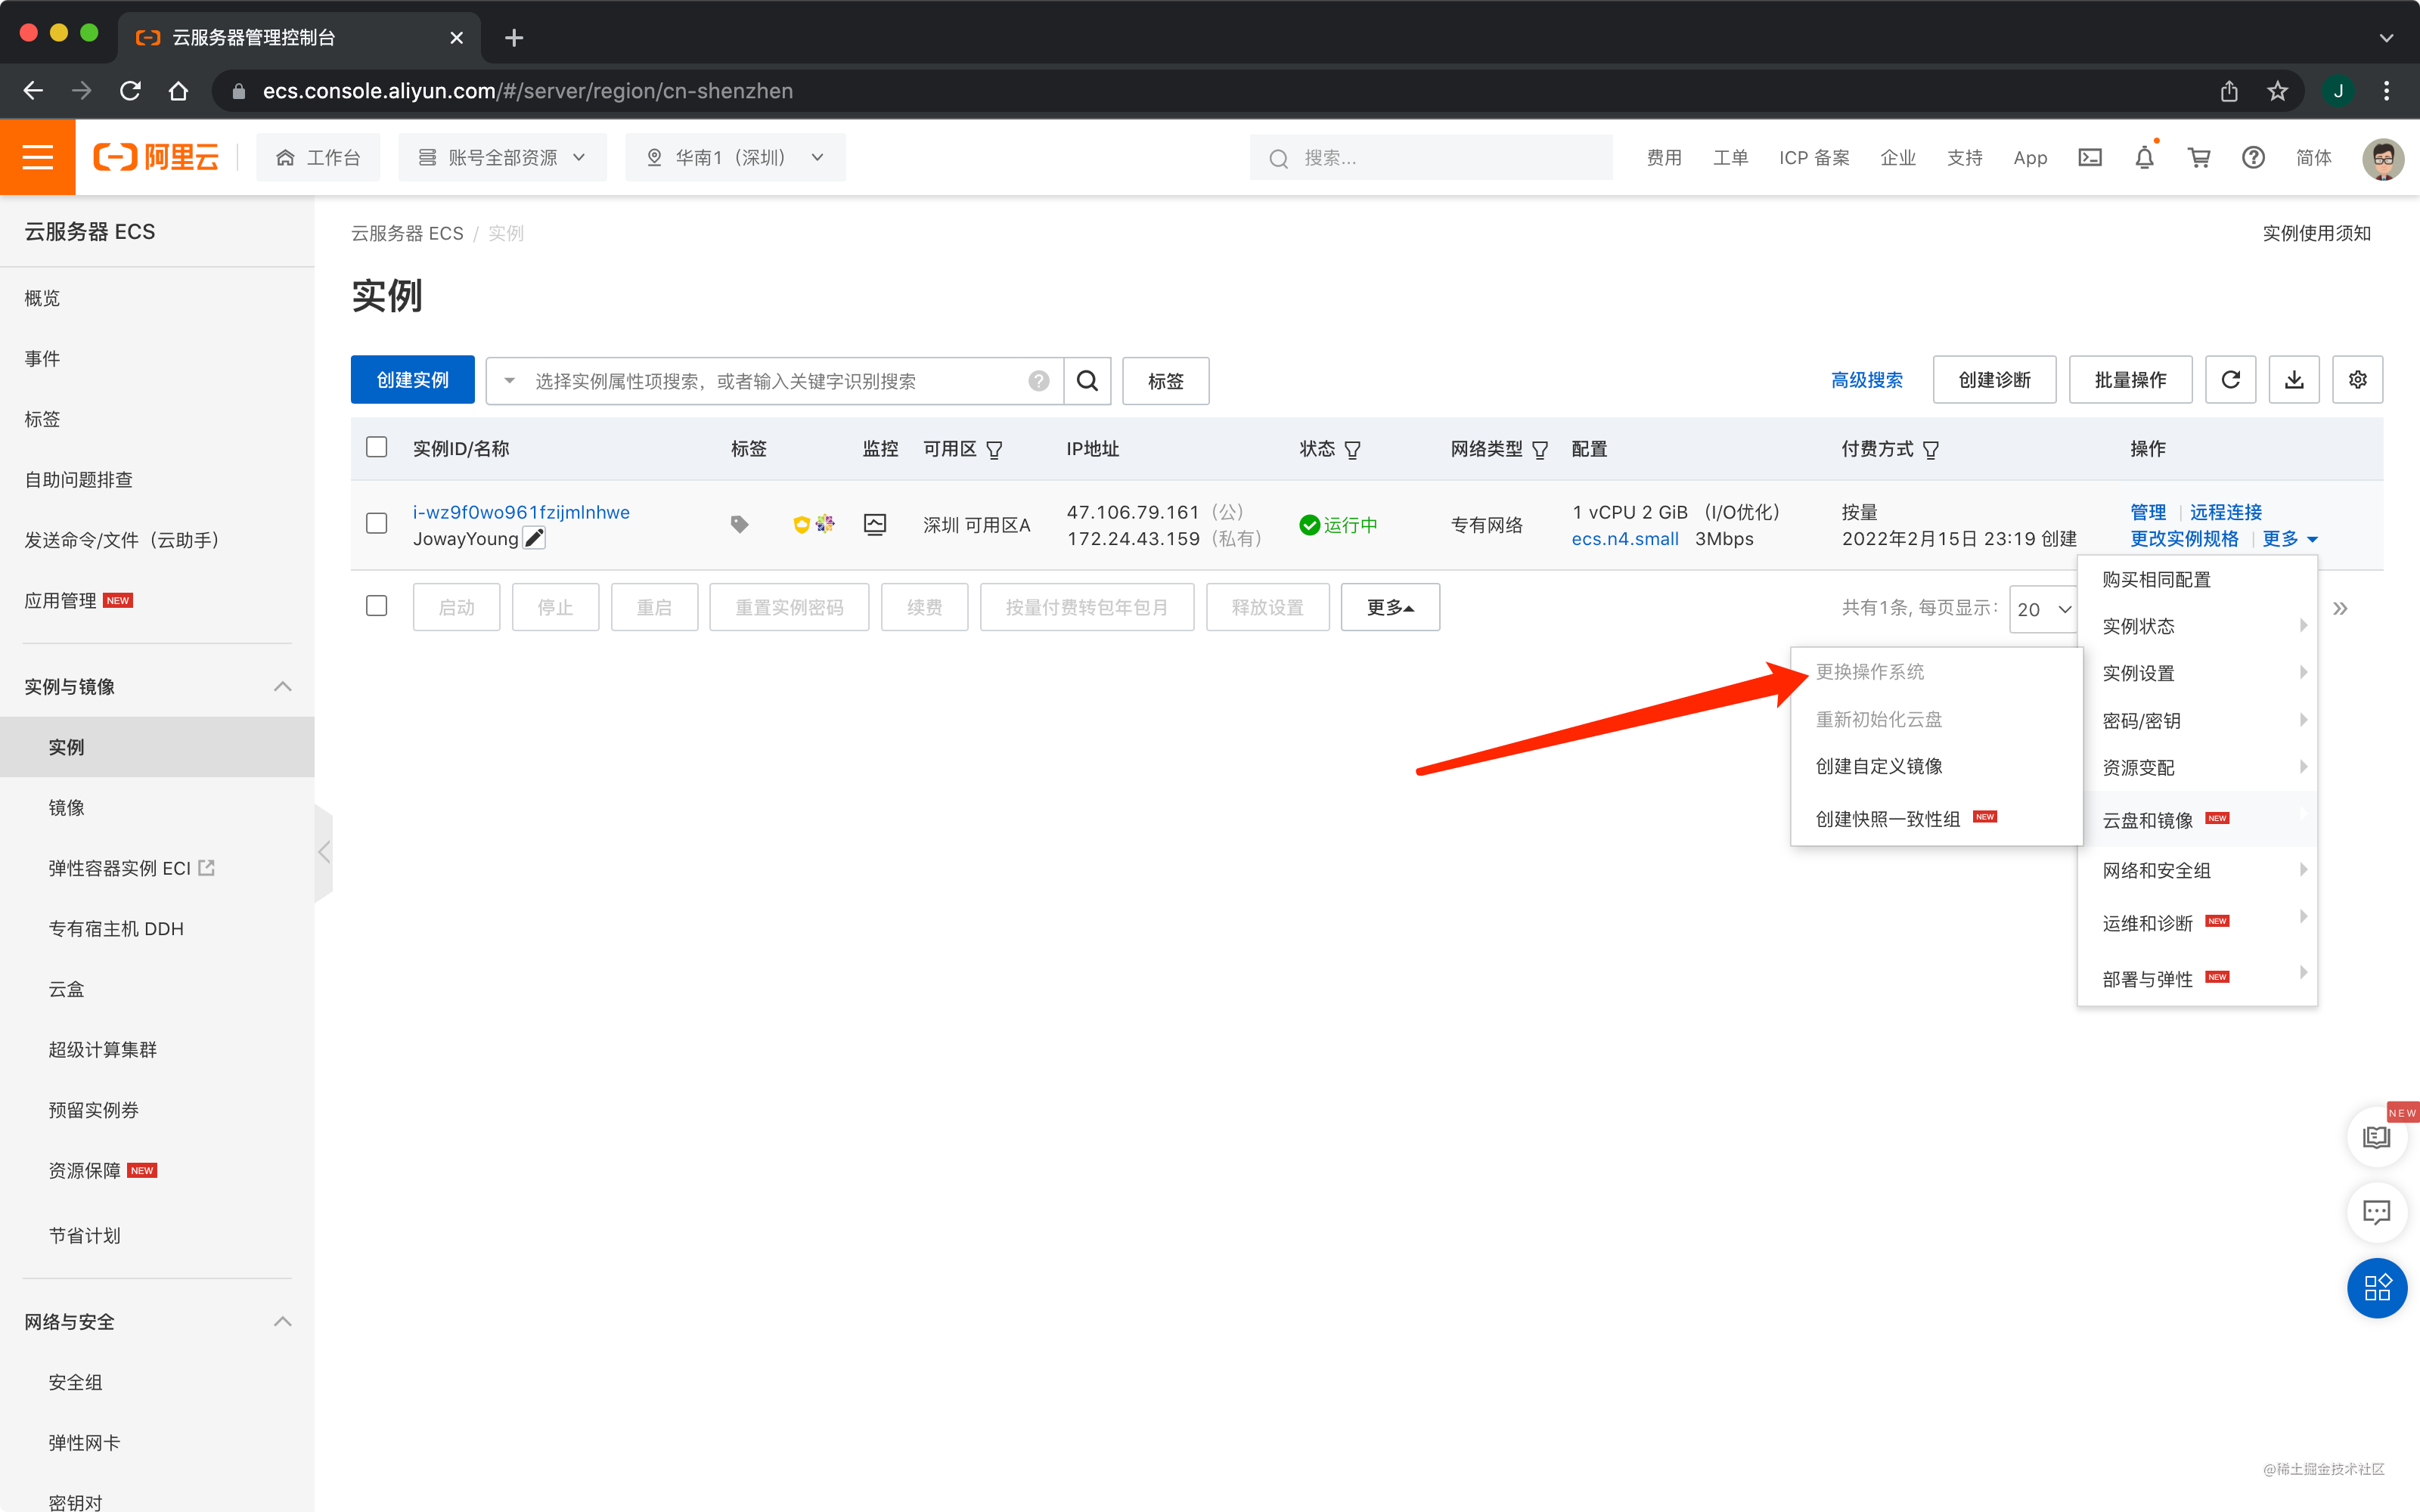 云服务器管理控制台
ecs.console.aliyun.com/#/server/region/cn-shenzhen
J
阿里云
工作台
账号全部资源
华南1（深圳）
搜索...
费用
工单
ICP 备案
企业
支持
App
简体
云服务器 ECS
概览
事件
标签
自助问题排查
发送命令/文件（云助手）
应用管理 NEW
实例与镜像
实例
镜像
弹性容器实例 ECI
专有宿主机 DDH
云盒
超级计算集群
预留实例券
资源保障 NEW
节省计划
网络与安全
安全组
弹性网卡
密钥对
云服务器 ECS / 实例
实例使用须知
实例
创建实例
选择实例属性项搜索，或者输入关键字识别搜索
标签
高级搜索
创建诊断
批量操作
实例ID/名称 标签 监控 可用区 IP地址 状态 网络类型 配置 付费方式 操作
i-wz9f0wo961fzijmlnhwe
JowayYoung
深圳 可用区A
47.106.79.161（公）
172.24.43.159（私有）
运行中
专有网络
1 vCPU 2 GiB （I/O优化）
ecs.n4.small 3Mbps
按量
2022年2月15日 23:19 创建
管理 | 远程连接
更改实例规格 | 更多
启动 停止 重启 重置实例密码 续费 按量付费转包年包月 释放设置 更多
共有1条, 每页显示: 20 »
购买相同配置
实例状态
实例设置
密码/密钥
资源变配
云盘和镜像 NEW
网络和安全组
运维和诊断 NEW
部署与弹性 NEW
更换操作系统
重新初始化云盘
创建自定义镜像
创建快照一致性组 NEW
NEW
@稀土掘金技术社区